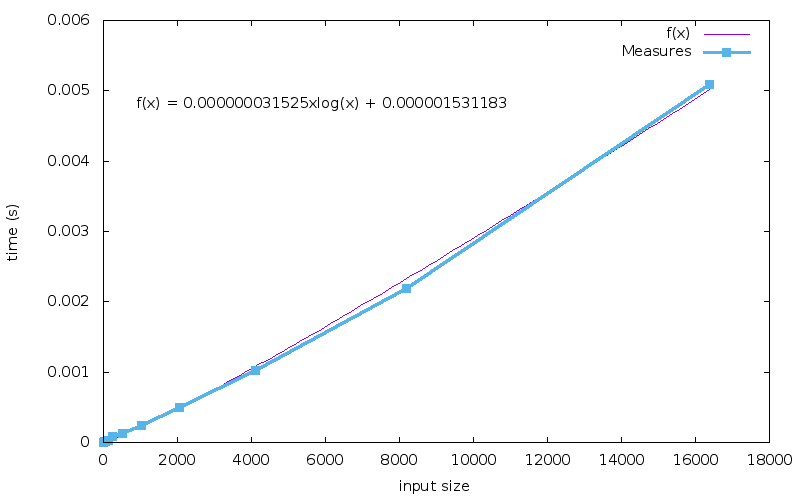 0.006
0.005
0.004
0.003
0.002
0.001
0
0 2000 4000 6000 8000 10000 12000 14000 16000 18000
time (s)
input size
f(x)
Measures
f(x) = 0.000000031525xlog(x) + 0.000001531183